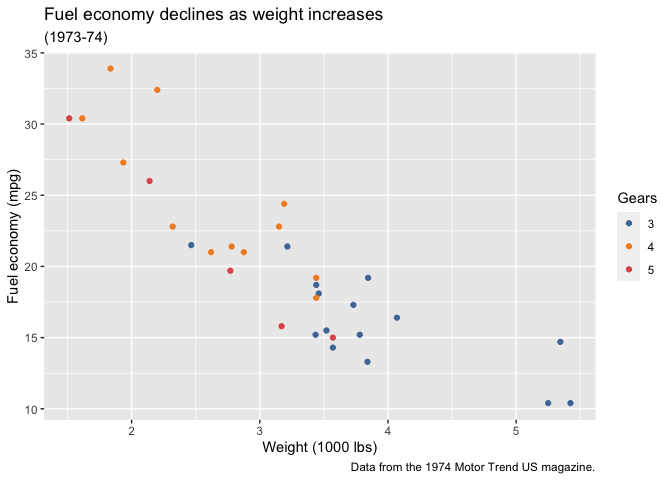 Fuel economy declines as weight increases
(1973-74)
35
30
25
20
15
10
Fuel economy (mpg)
2 3 4 5
Weight (1000 lbs)
Gears
3
4
5
Data from the 1974 Motor Trend US magazine.